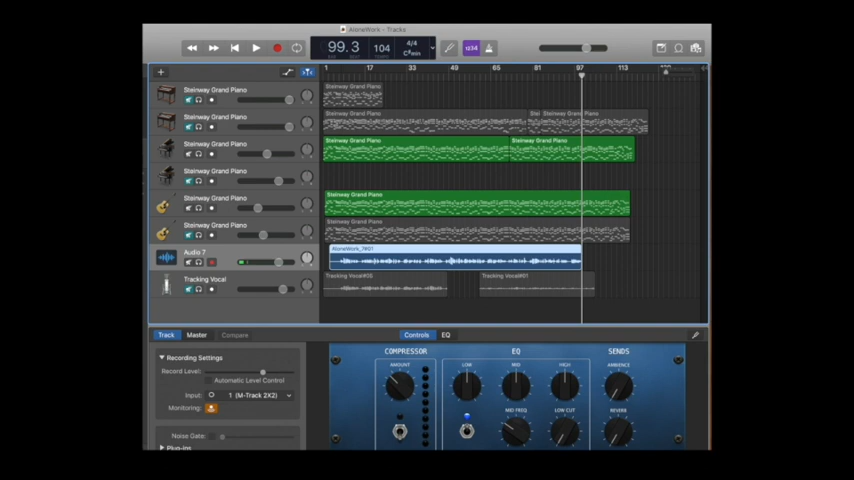 AloneWork - Tracks
99.3
104
4/4
C#min
1234
1 17 33 49 65 81 97 113
Steinway Grand Piano
Steinway Grand Piano
Steinway Grand Piano
Steinway Grand Piano
Stei
Steinway Grand Piano
Steinway Grand Piano
Steinway Grand Piano
Steinway Grand Piano
Steinway Grand Piano
Steinway Grand Piano
Steinway Grand Piano
Steinway Grand Piano
Steinway Grand Piano
Audio 7
AloneWork_7#01
Tracking Vocal
Tracking Vocal#05
Tracking Vocal#01
Track Master Compare
Controls EQ
Recording Settings
Record Level:
Automatic Level Control
Input: 1 (M-Track 2X2)
Monitoring:
Noise Gate:
Plug-ins
COMPRESSOR EQ SENDS
AMOUNT LOW MID HIGH AMBIENCE
MID FREQ LOW CUT REVERB